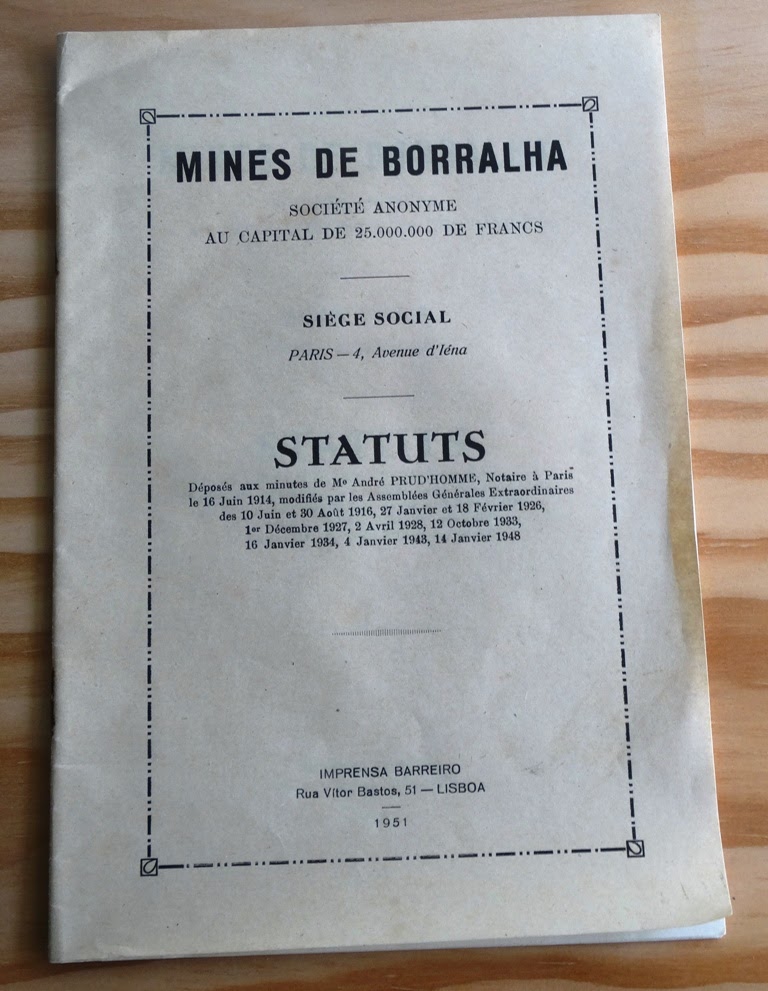 MINES DE BORRALHA
SOCIÉTÉ ANONYME
AU CAPITAL DE 25.000.000 DE FRANCS
SIÈGE SOCIAL
PARIS — 4, Avenue d'Iéna
STATUTS
Déposés aux minutes de Me André PRUD'HOMME, Notaire à Paris
le 16 Juin 1914, modifiés par les Assemblées Générales Extraordinaires
des 10 Juin et 30 Août 1916, 27 Janvier et 18 Février 1926,
1er Décembre 1927, 2 Avril 1928, 12 Octobre 1933,
16 Janvier 1934, 4 Janvier 1943, 14 Janvier 1948
IMPRENSA BARREIRO
Rua Vítor Bastos, 51 — LISBOA
1951